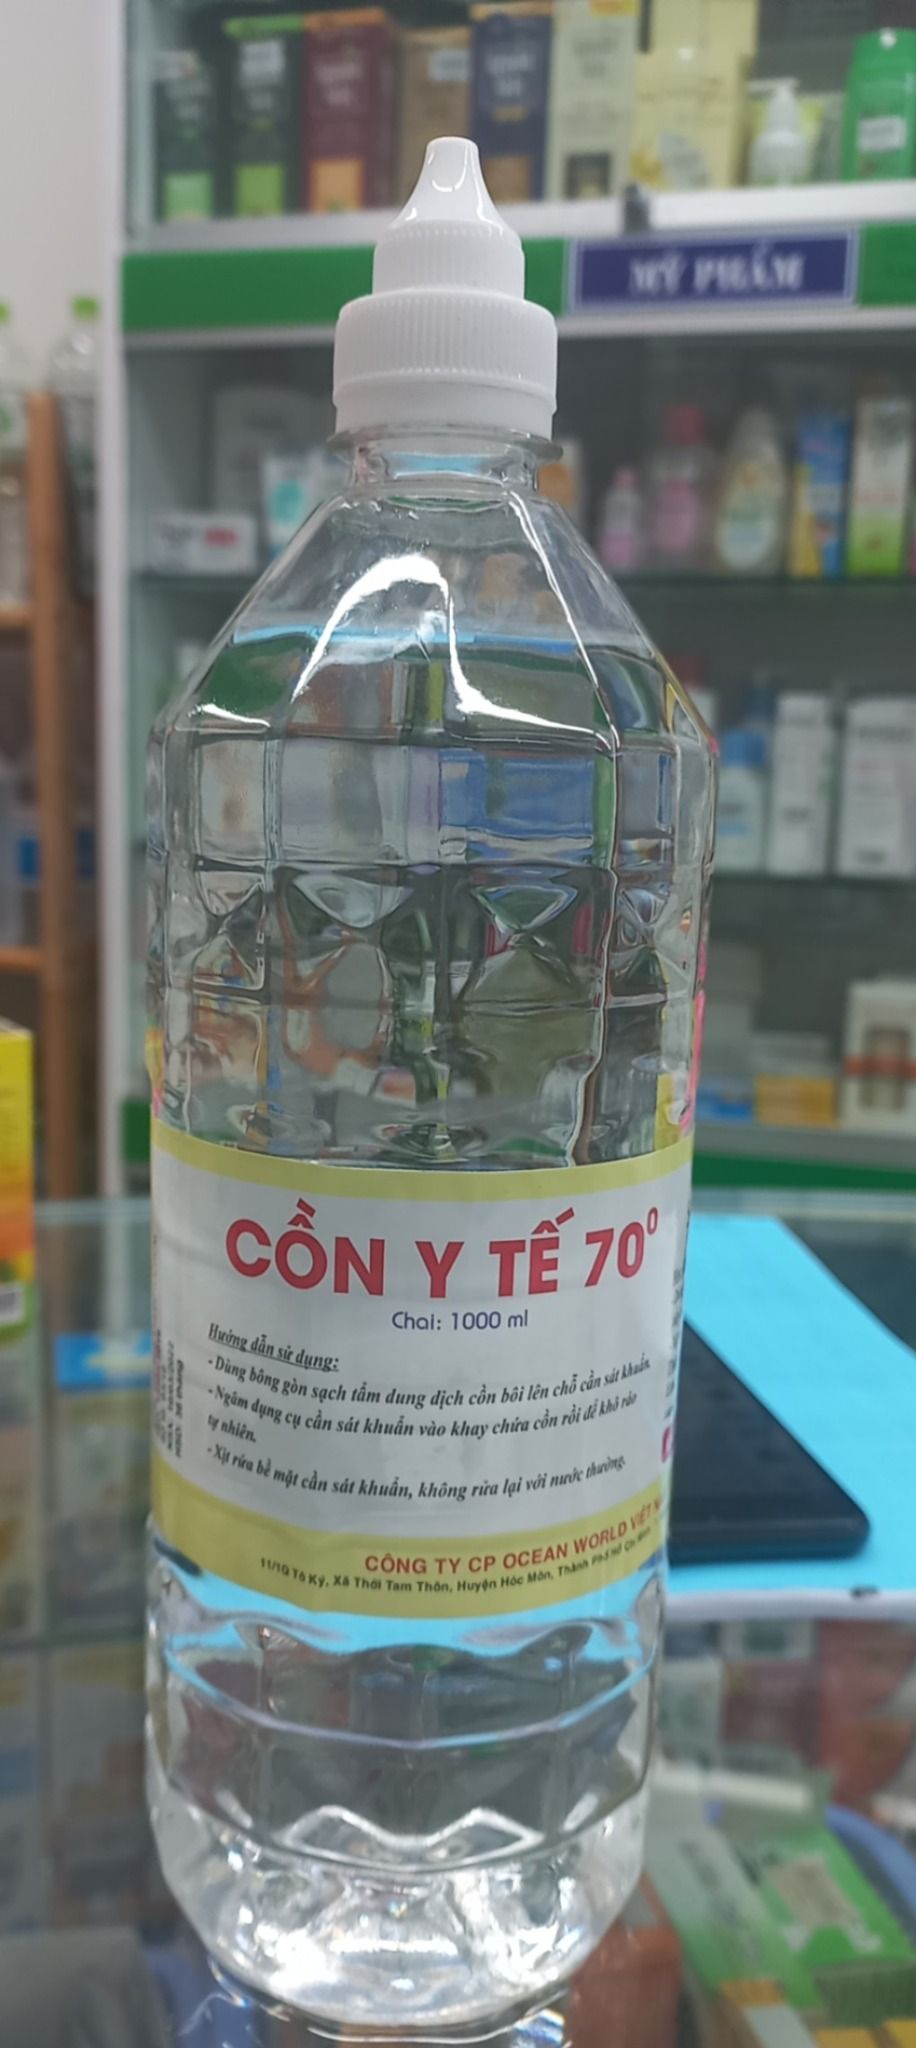 MỸ PHẨM
CỒN Y TẾ 70⁰
Chai: 1000 ml
Hướng dẫn sử dụng:
- Dùng bông gòn sạch tẩm dung dịch cồn bôi lên chỗ cần sát khuẩn.
- Ngâm dụng cụ cần sát khuẩn vào khay chứa cồn rồi để khô ráo
tự nhiên.
- Xịt rửa bề mặt cần sát khuẩn, không rửa lại với nước thường.
CÔNG TY CP OCEAN WORLD VIỆT
11/1G Tô Ký, Xã Thới Tam Thôn, Huyện Hóc Môn, Thành Phố Hồ Chí Minh